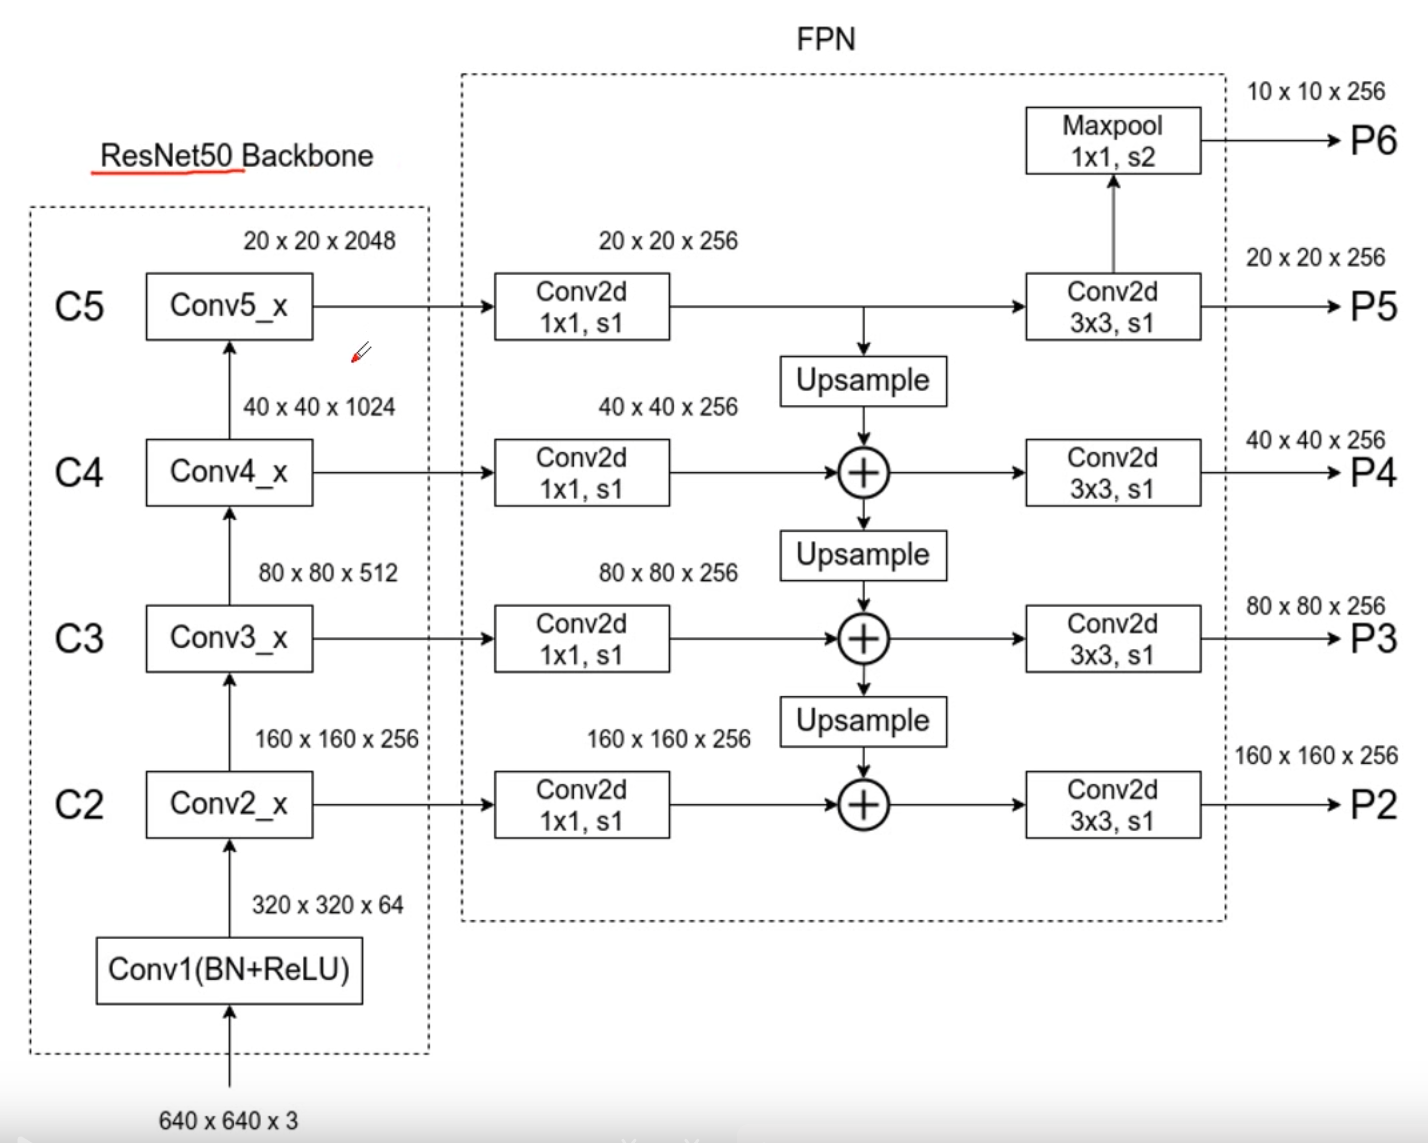 FPN
10 x 10 x 256
Maxpool
1x1, s2
P6
ResNet50 Backbone
20 x 20 x 2048
20 x 20 x 256
20 x 20 x 256
C5
Conv5_x
Conv2d
1x1, s1
Conv2d
3x3, s1
P5
Upsample
40 x 40 x 1024
40 x 40 x 256
40 x 40 x 256
C4
Conv4_x
Conv2d
1x1, s1
Conv2d
3x3, s1
P4
Upsample
80 x 80 x 512
80 x 80 x 256
80 x 80 x 256
C3
Conv3_x
Conv2d
1x1, s1
Conv2d
3x3, s1
P3
Upsample
160 x 160 x 256
160 x 160 x 256
160 x 160 x 256
C2
Conv2_x
Conv2d
1x1, s1
Conv2d
3x3, s1
P2
320 x 320 x 64
Conv1(BN+ReLU)
640 x 640 x 3